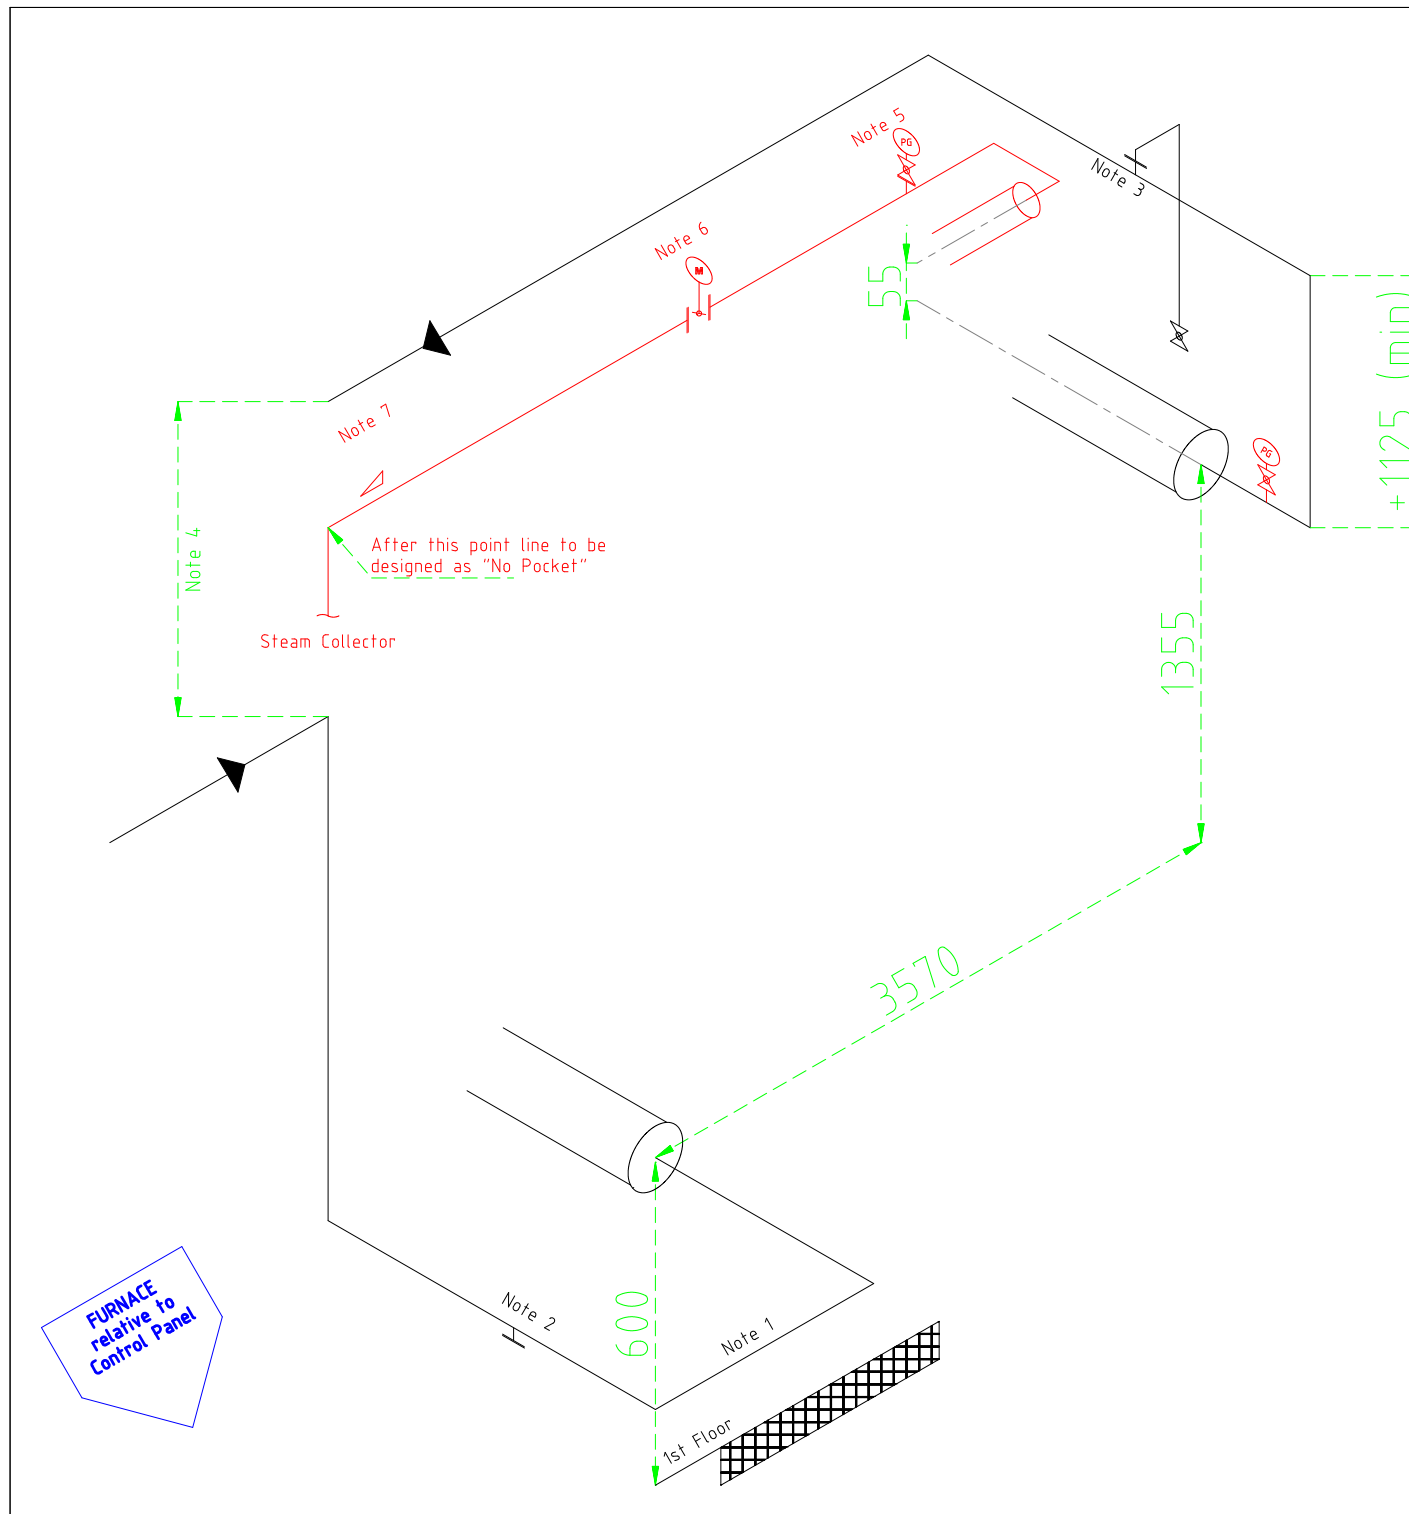 Note 5
PG
Note 3
Note 6
M
55
+1125 (min)
Note 7
PG
Note 4
After this point line to be
designed as "No Pocket"
Steam Collector
1355
3570
FURNACE
relative to
Control Panel
Note 2
600
Note 1
1st Floor